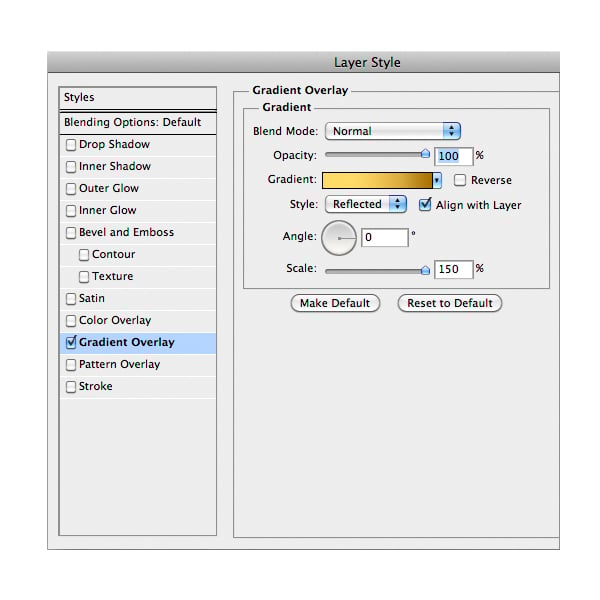 Layer Style
Styles
Blending Options: Default
Drop Shadow
Inner Shadow
Outer Glow
Inner Glow
Bevel and Emboss
Contour
Texture
Satin
Color Overlay
Gradient Overlay
Pattern Overlay
Stroke
Gradient Overlay
Gradient
Blend Mode: Normal
Opacity: 100 %
Gradient: Reverse
Style: Reflected Align with Layer
Angle: 0 °
Scale: 150 %
Make Default Reset to Default